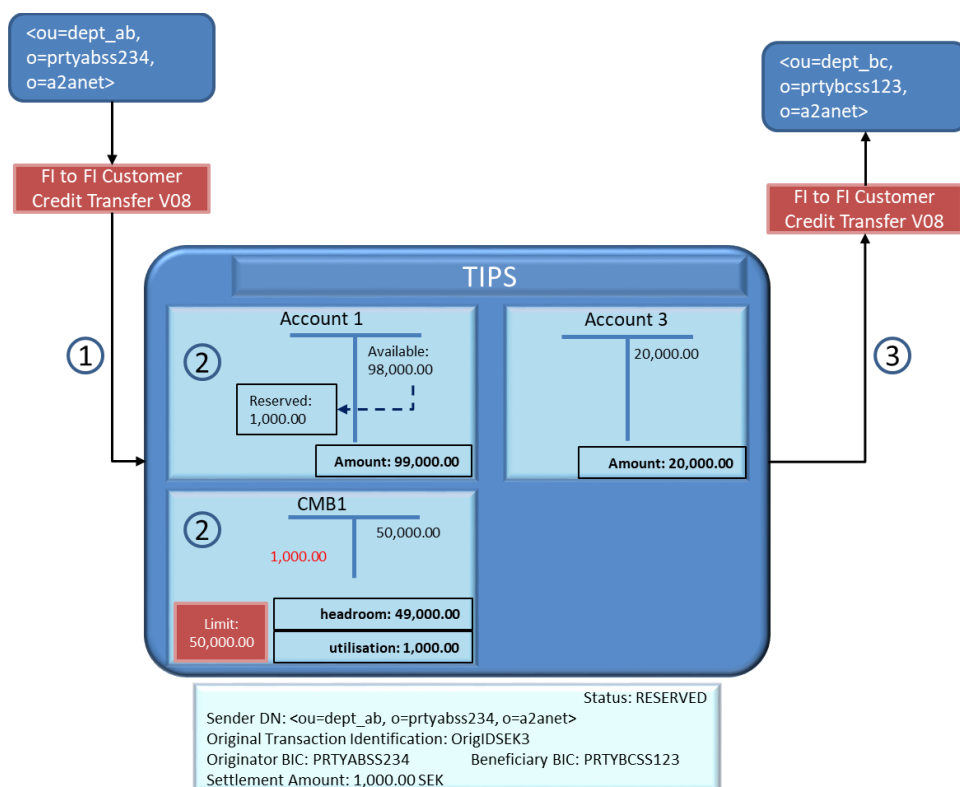 <ou=dept_ab,
o=prtyabss234,
o=a2anet>
<ou=dept_bc,
o=prtybcss123,
o=a2anet>
FI to FI Customer
Credit Transfer V08
FI to FI Customer
Credit Transfer V08
TIPS
1
2
Account 1
Available:
98,000.00
Reserved:
1,000.00
Amount: 99,000.00
Account 3
20,000.00
Amount: 20,000.00
3
2
CMB1
50,000.00
1,000.00
Limit:
50,000.00
headroom: 49,000.00
utilisation: 1,000.00
Status: RESERVED
Sender DN: <ou=dept_ab, o=prtyabss234, o=a2anet>
Original Transaction Identification: OrigIDSEK3
Originator BIC: PRTYABSS234 Beneficiary BIC: PRTYBCSS123
Settlement Amount: 1,000.00 SEK